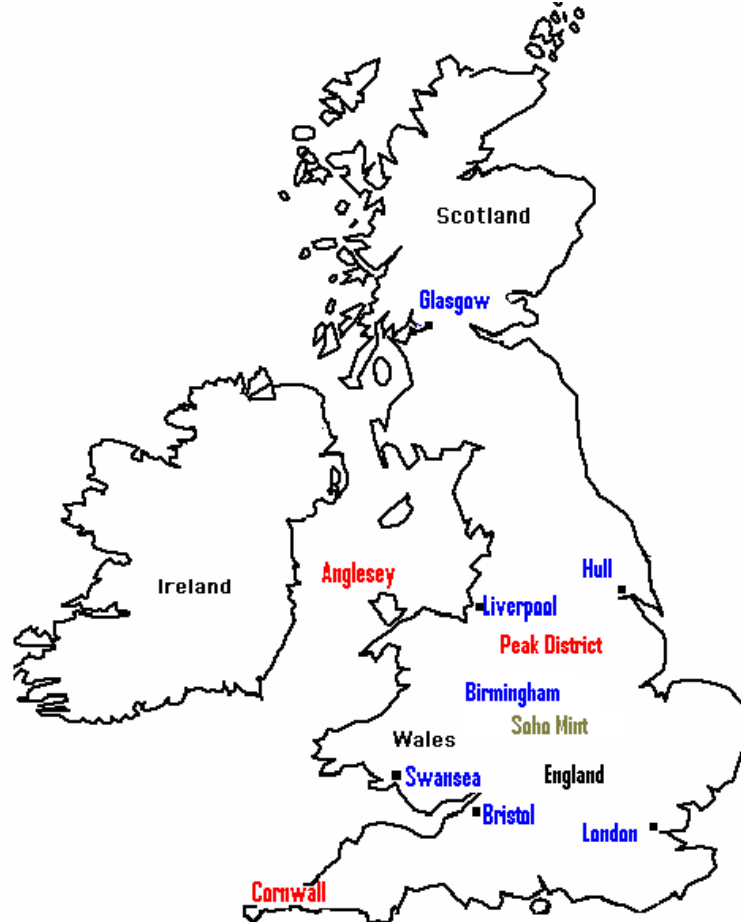 Scotland
Glasgow
Hull
Anglesey
Ireland
Liverpool
Peak District
Birmingham
Soho Mint
Wales
England
Swansea
Bristol
London
Cornwall